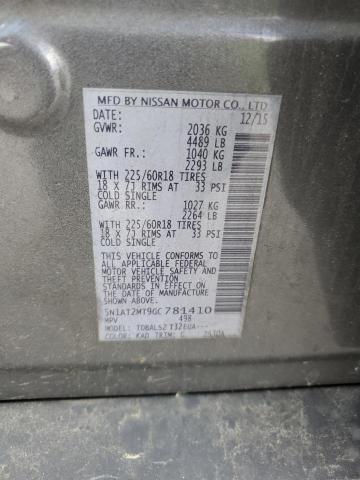 MFD BY NISSAN MOTOR CO., LTD
DATE: 12/15
GVWR: 2036 KG
4489 LB
GAWR FR.: 1040 KG
2293 LB
WITH 225/60R18 TIRES
18 X 7J RIMS AT 33 PSI
COLD SINGLE
GAWR RR.: 1027 KG
2264 LB
WITH 225/60R18 TIRES
18 X 7J RIMS AT 33 PSI
COLD SINGLE
THIS VEHICLE CONFORMS TO ALL
APPLICABLE FEDERAL
MOTOR VEHICLE SAFETY AND
THEFT PREVENTION
STANDARDS IN EFFECT ON THE
DATE OF MANUFACTURE
SHOWN ABOVE
5N1AT2MT9GC781410
MPV 498
MODEL:
COLOR: KAD TRIM: G